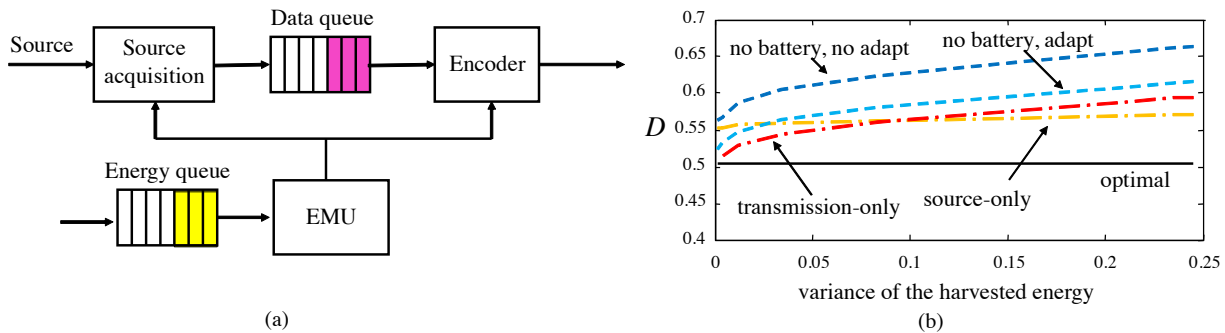 Data queue
Source
Source
acquisition
Encoder
Energy queue
EMU
(a)
0.7
0.65
0.6
0.55
0.5
0.45
0.4
D
no battery, no adapt
no battery, adapt
optimal
transmission-only
source-only
0
0.05
0.1
0.15
0.2
0.25
variance of the harvested energy
(b)